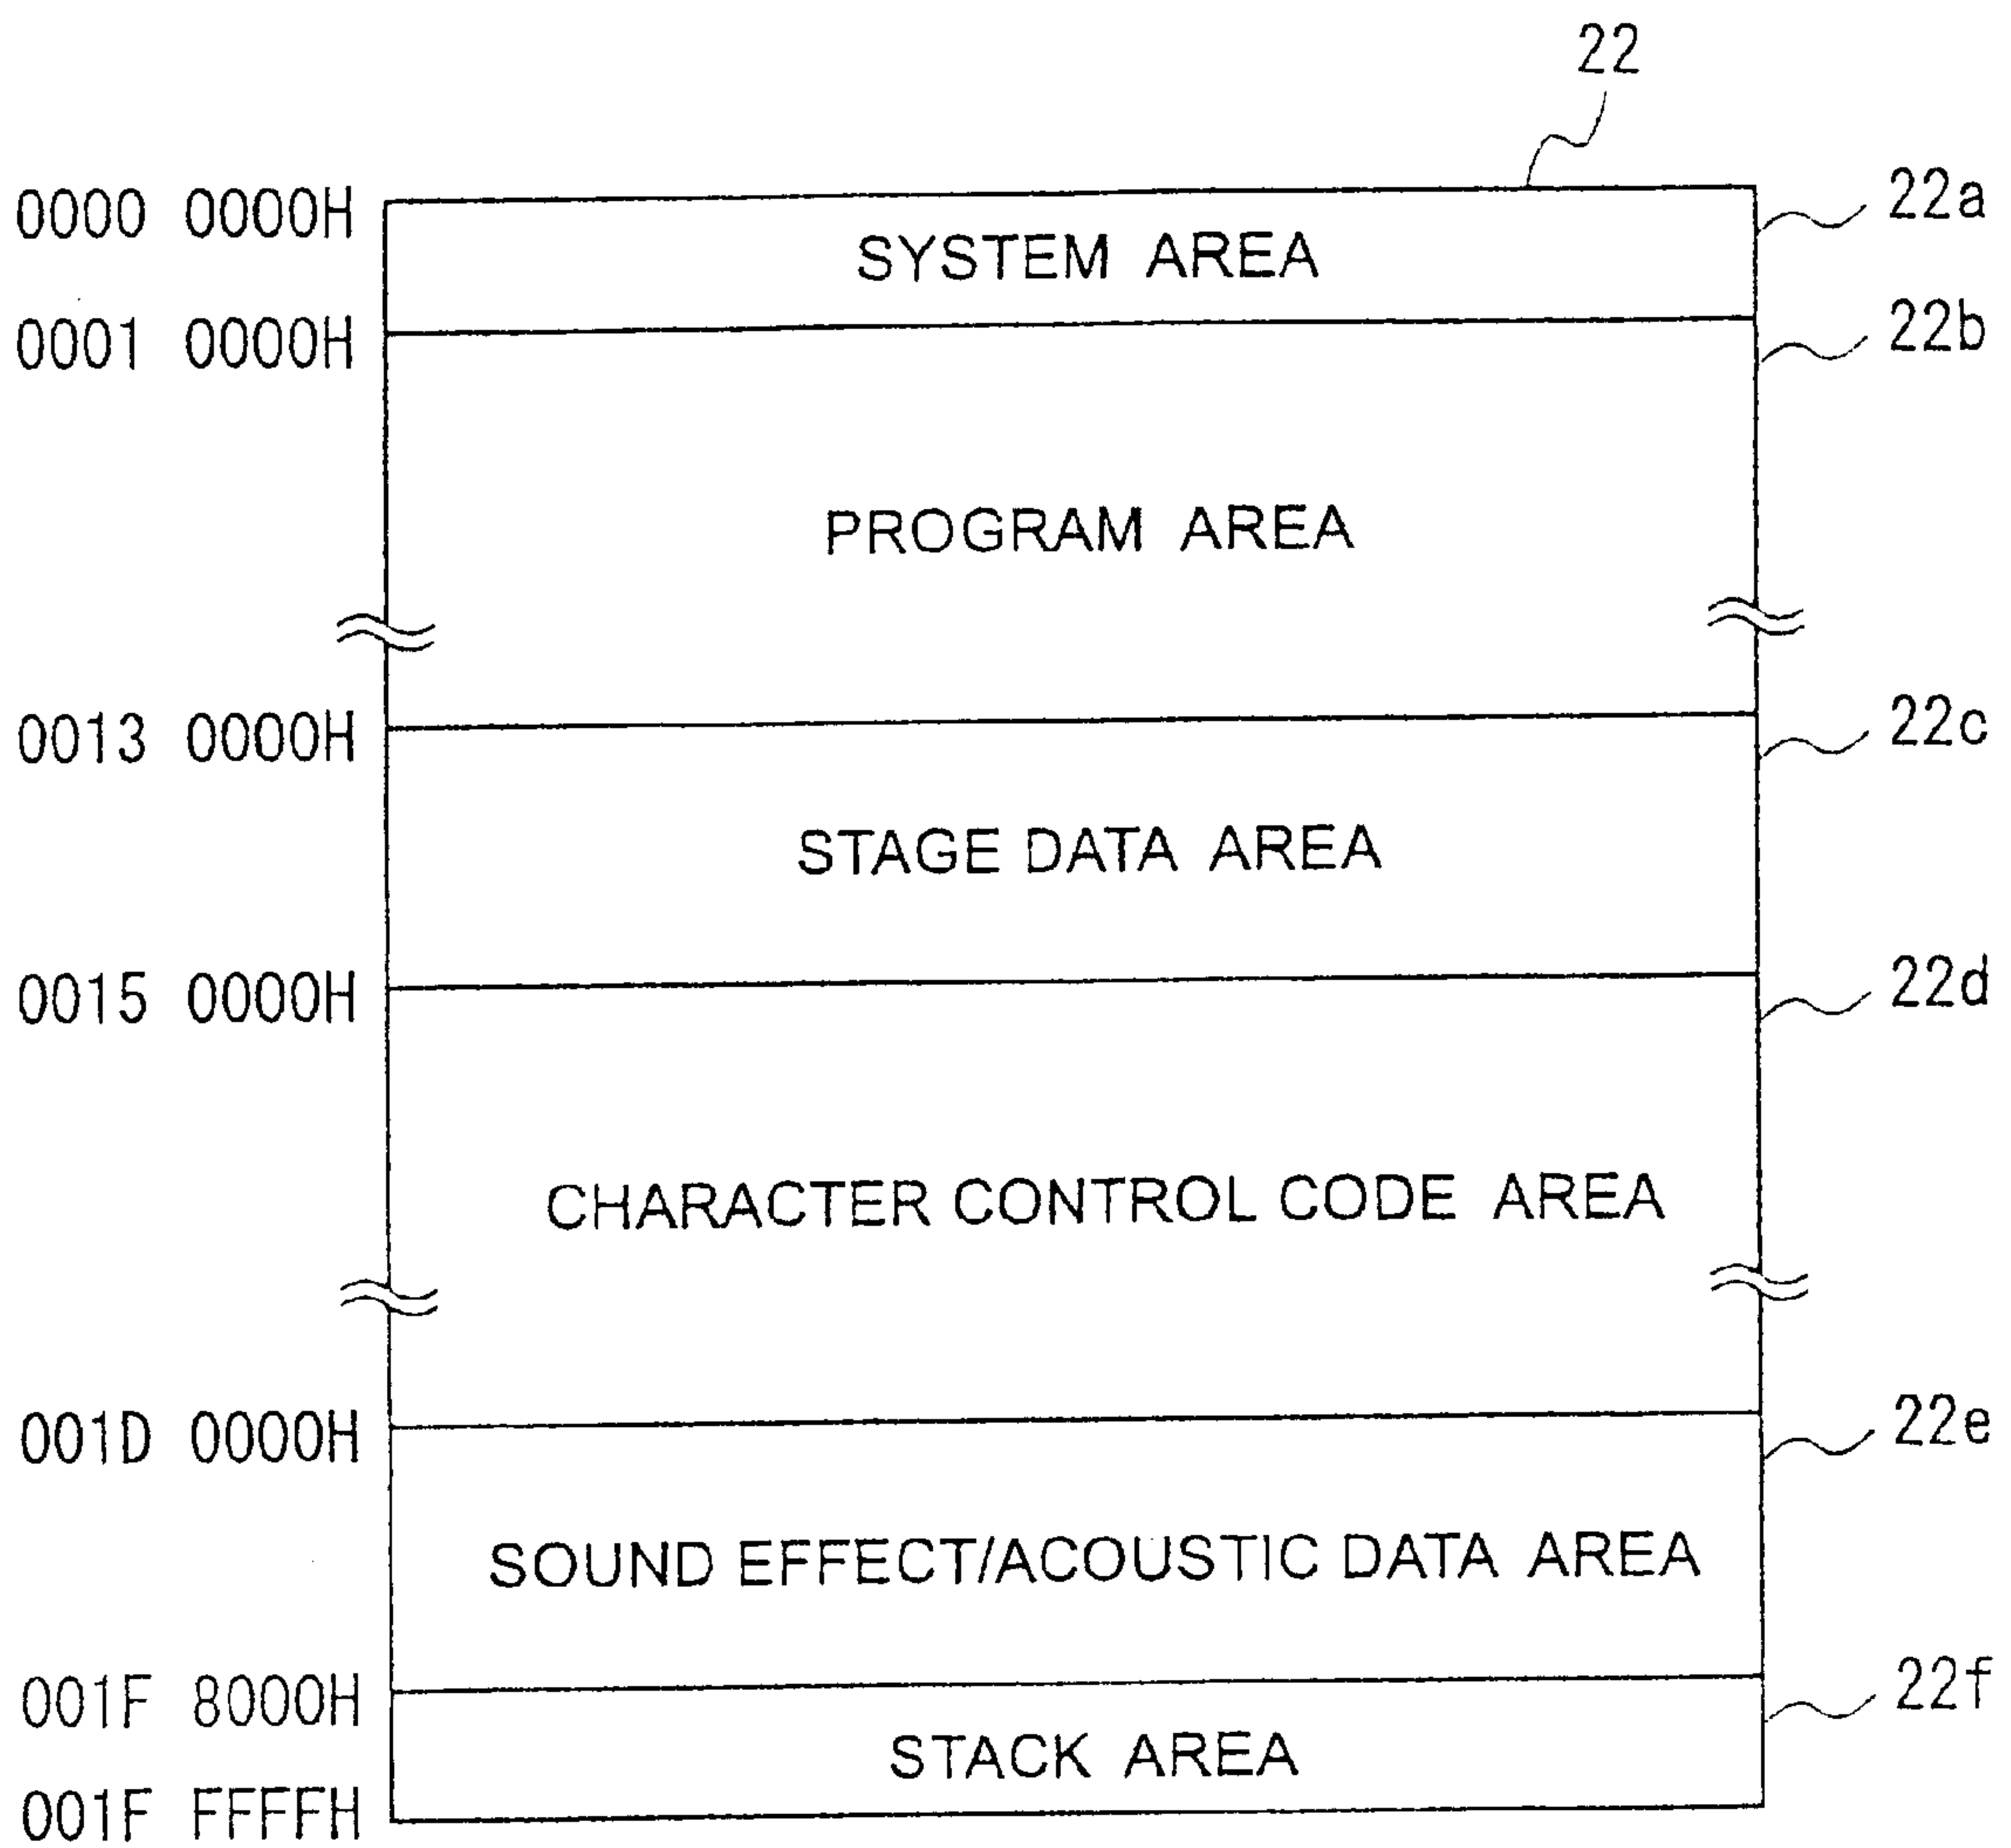 22
0000 0000H
SYSTEM AREA
22a
0001 0000H
22b
PROGRAM AREA
0013 0000H
22c
STAGE DATA AREA
0015 0000H
22d
CHARACTER CONTROL CODE AREA
001D 0000H
22e
SOUND EFFECT/ACOUSTIC DATA AREA
001F 8000H
22f
STACK AREA
001F FFFFH